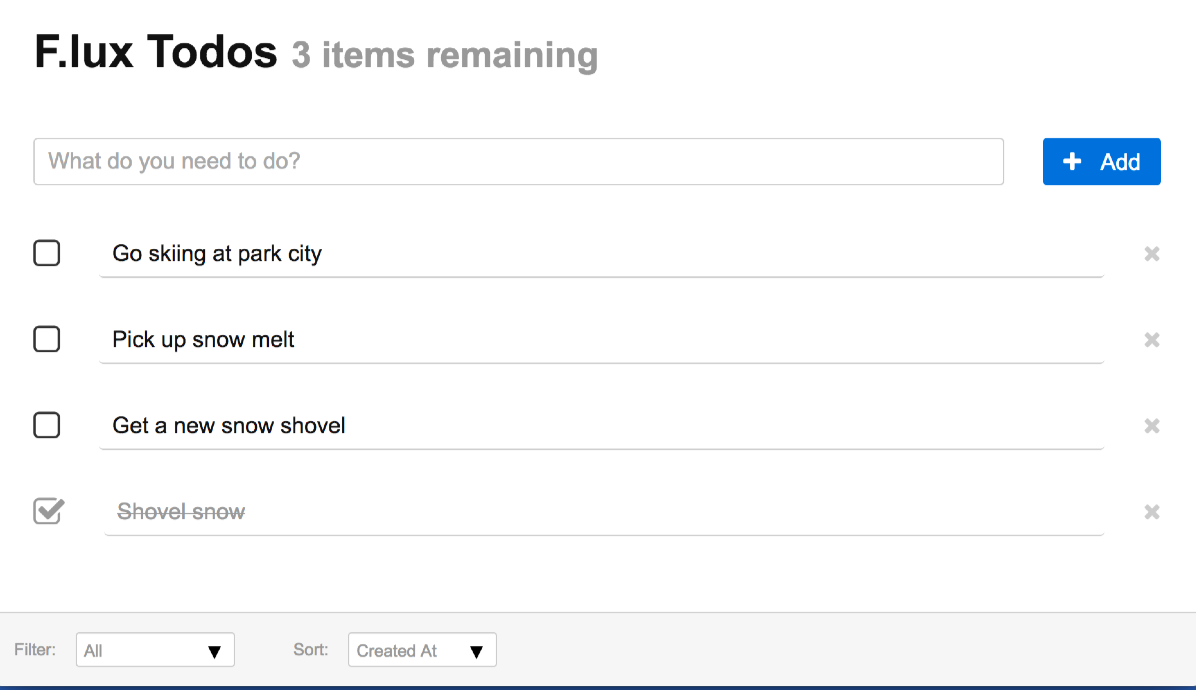 F.lux Todos 3 items remaining
What do you need to do?
Add
Go skiing at park city
Pick up snow melt
Get a new snow shovel
Shovel snow
Filter: All Sort: Created At